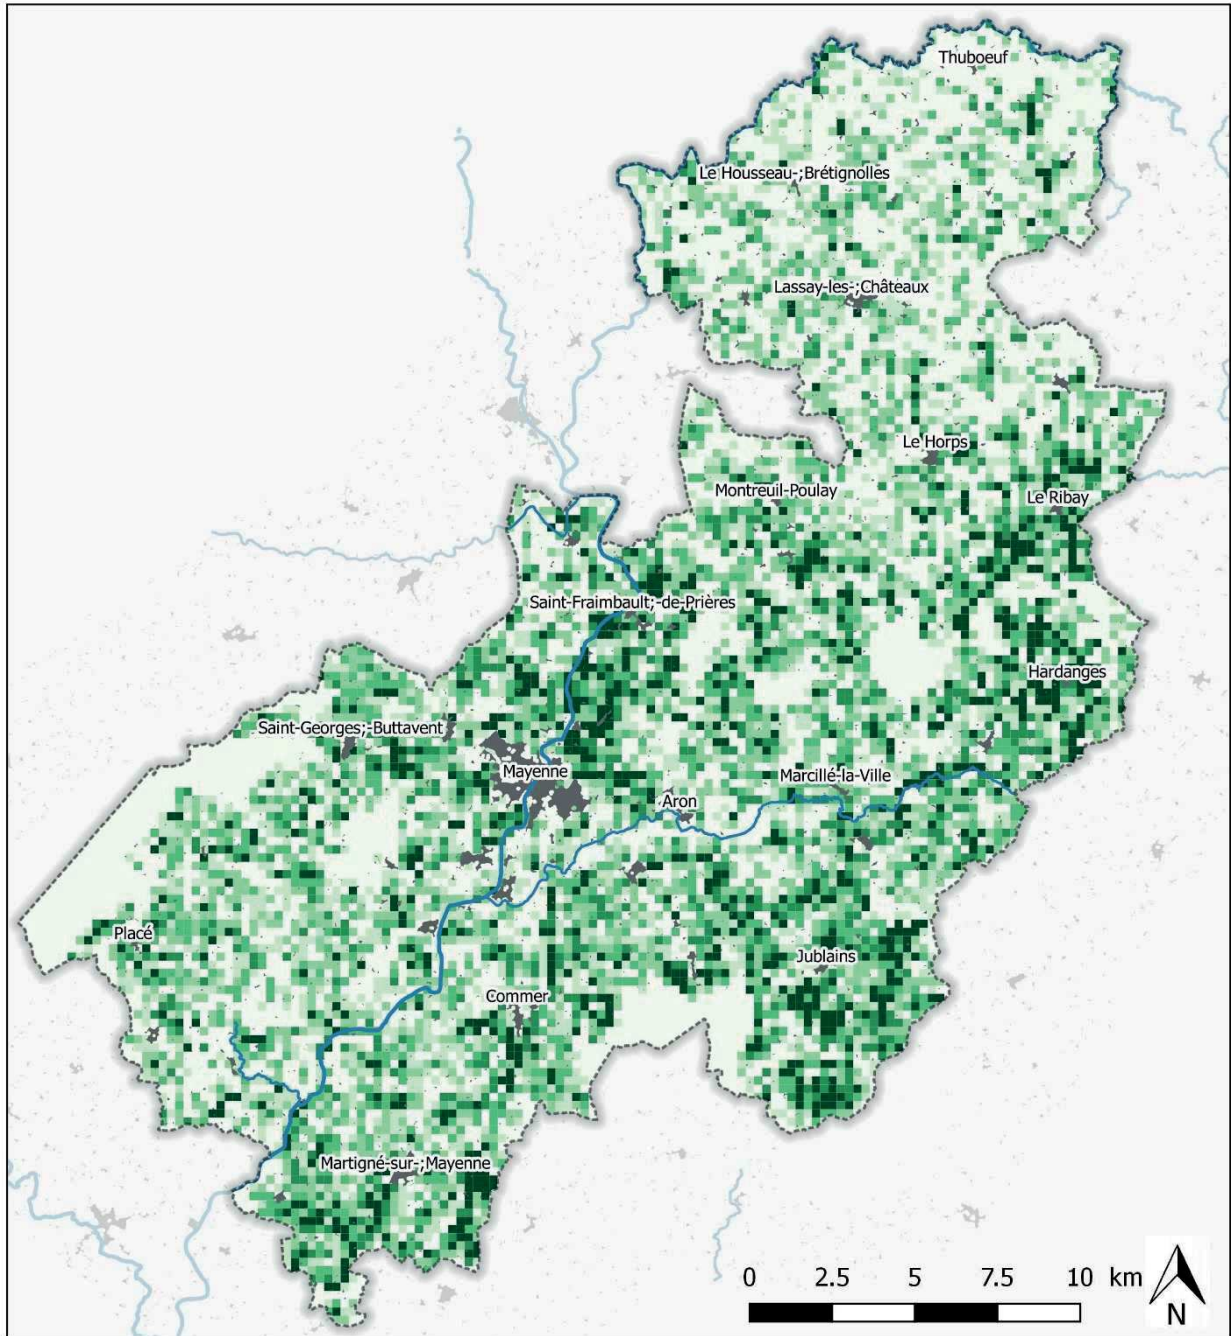 Thuboeuf
Le Housseau-;Brétignolles
Lassay-les-;Châteaux
Le Horps
Montreuil-Poulay
Le Ribay
Saint-Fraimbault;-de-Prières
Hardanges
Saint-Georges;-Buttavent
Mayenne
Marcillé-la-Ville
Aron
Placé
Jublains
Commer
Martigné-sur-;Mayenne
0 2.5 5 7.5 10 km
N